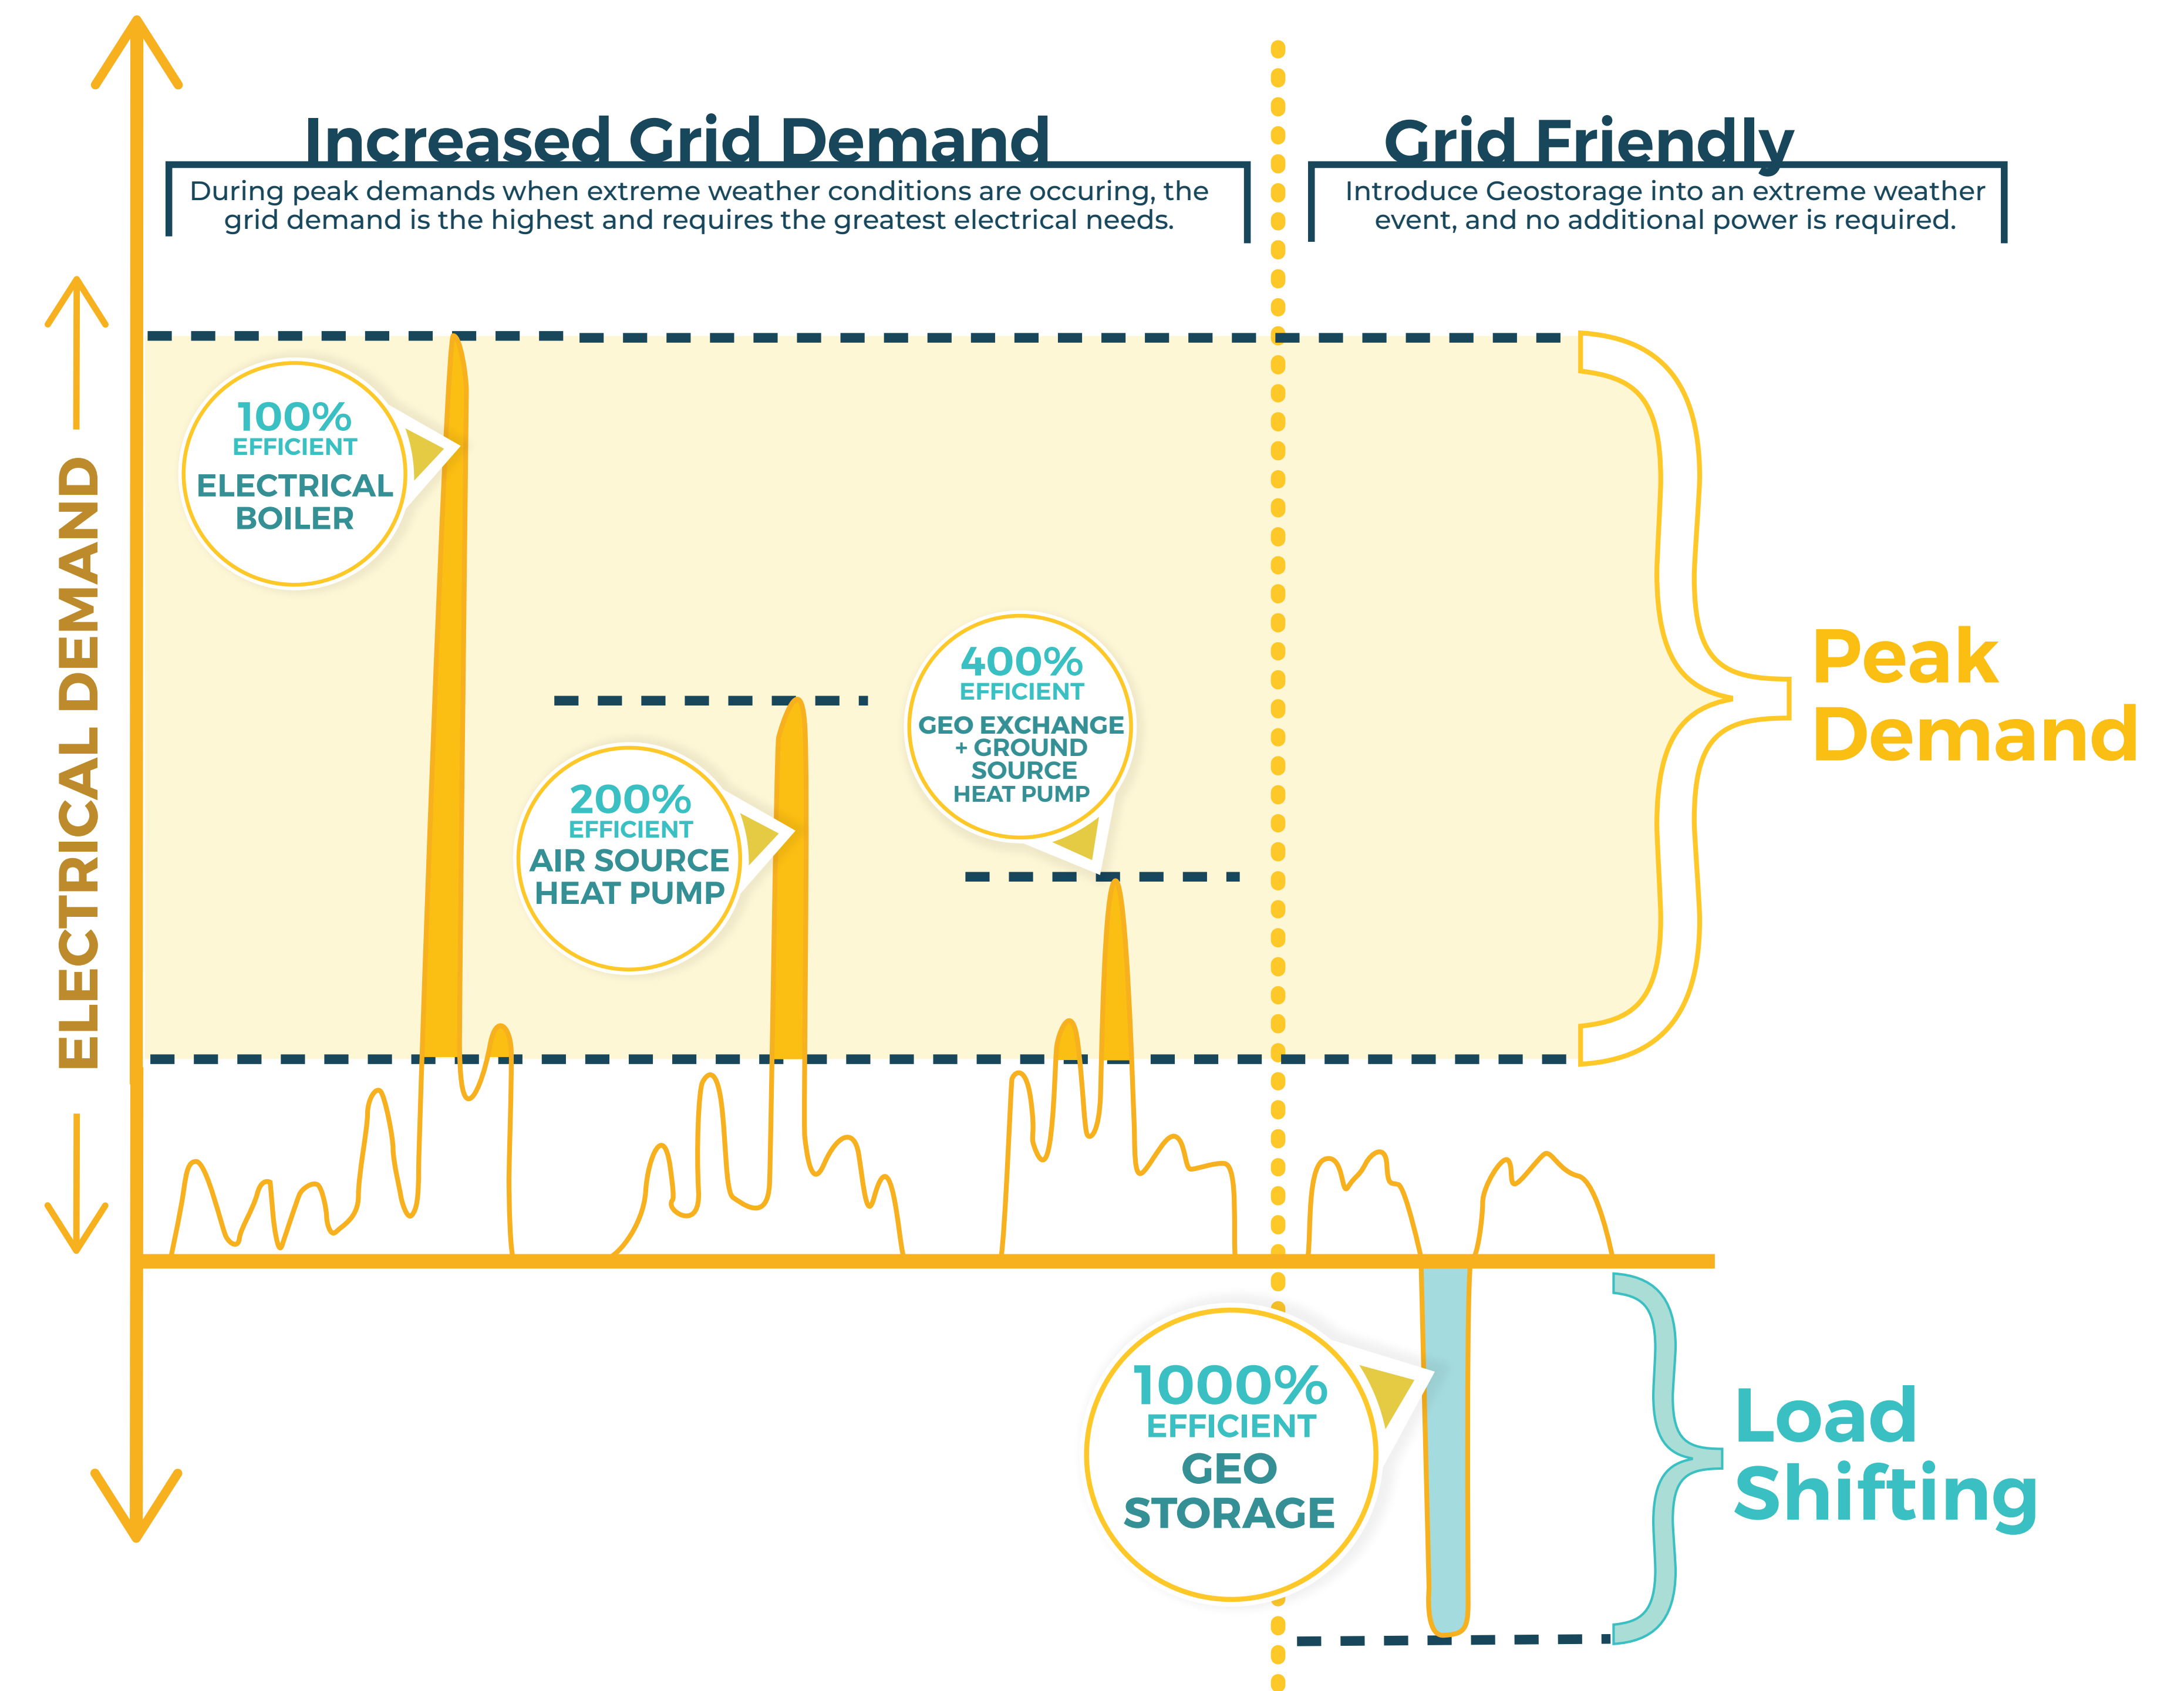 Increased Grid Demand
During peak demands when extreme weather conditions are occuring, the
grid demand is the highest and requires the greatest electrical needs.
Grid Friendly
Introduce Geostorage into an extreme weather
event, and no additional power is required.
ELECTRICAL DEMAND
100%
EFFICIENT
ELECTRICAL
BOILER
200%
EFFICIENT
AIR SOURCE
HEAT PUMP
400%
EFFICIENT
GEO EXCHANGE
+ GROUND
SOURCE
HEAT PUMP
Peak
Demand
1000%
EFFICIENT
GEO
STORAGE
Load
Shifting